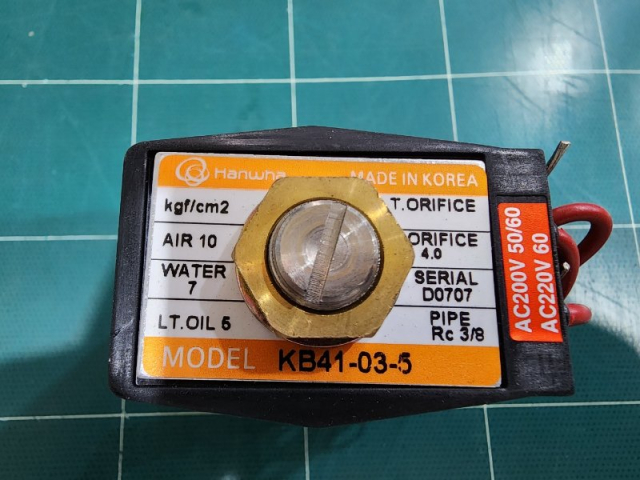 Hanwha MADE IN KOREA
kgf/cm2 T.ORIFICE
AIR 10 ORIFICE
4.0
WATER SERIAL
7 D0707
LT.OIL 5 PIPE
Rc 3/8
MODEL KB41-03-5
AC200V 50/60
AC220V 60